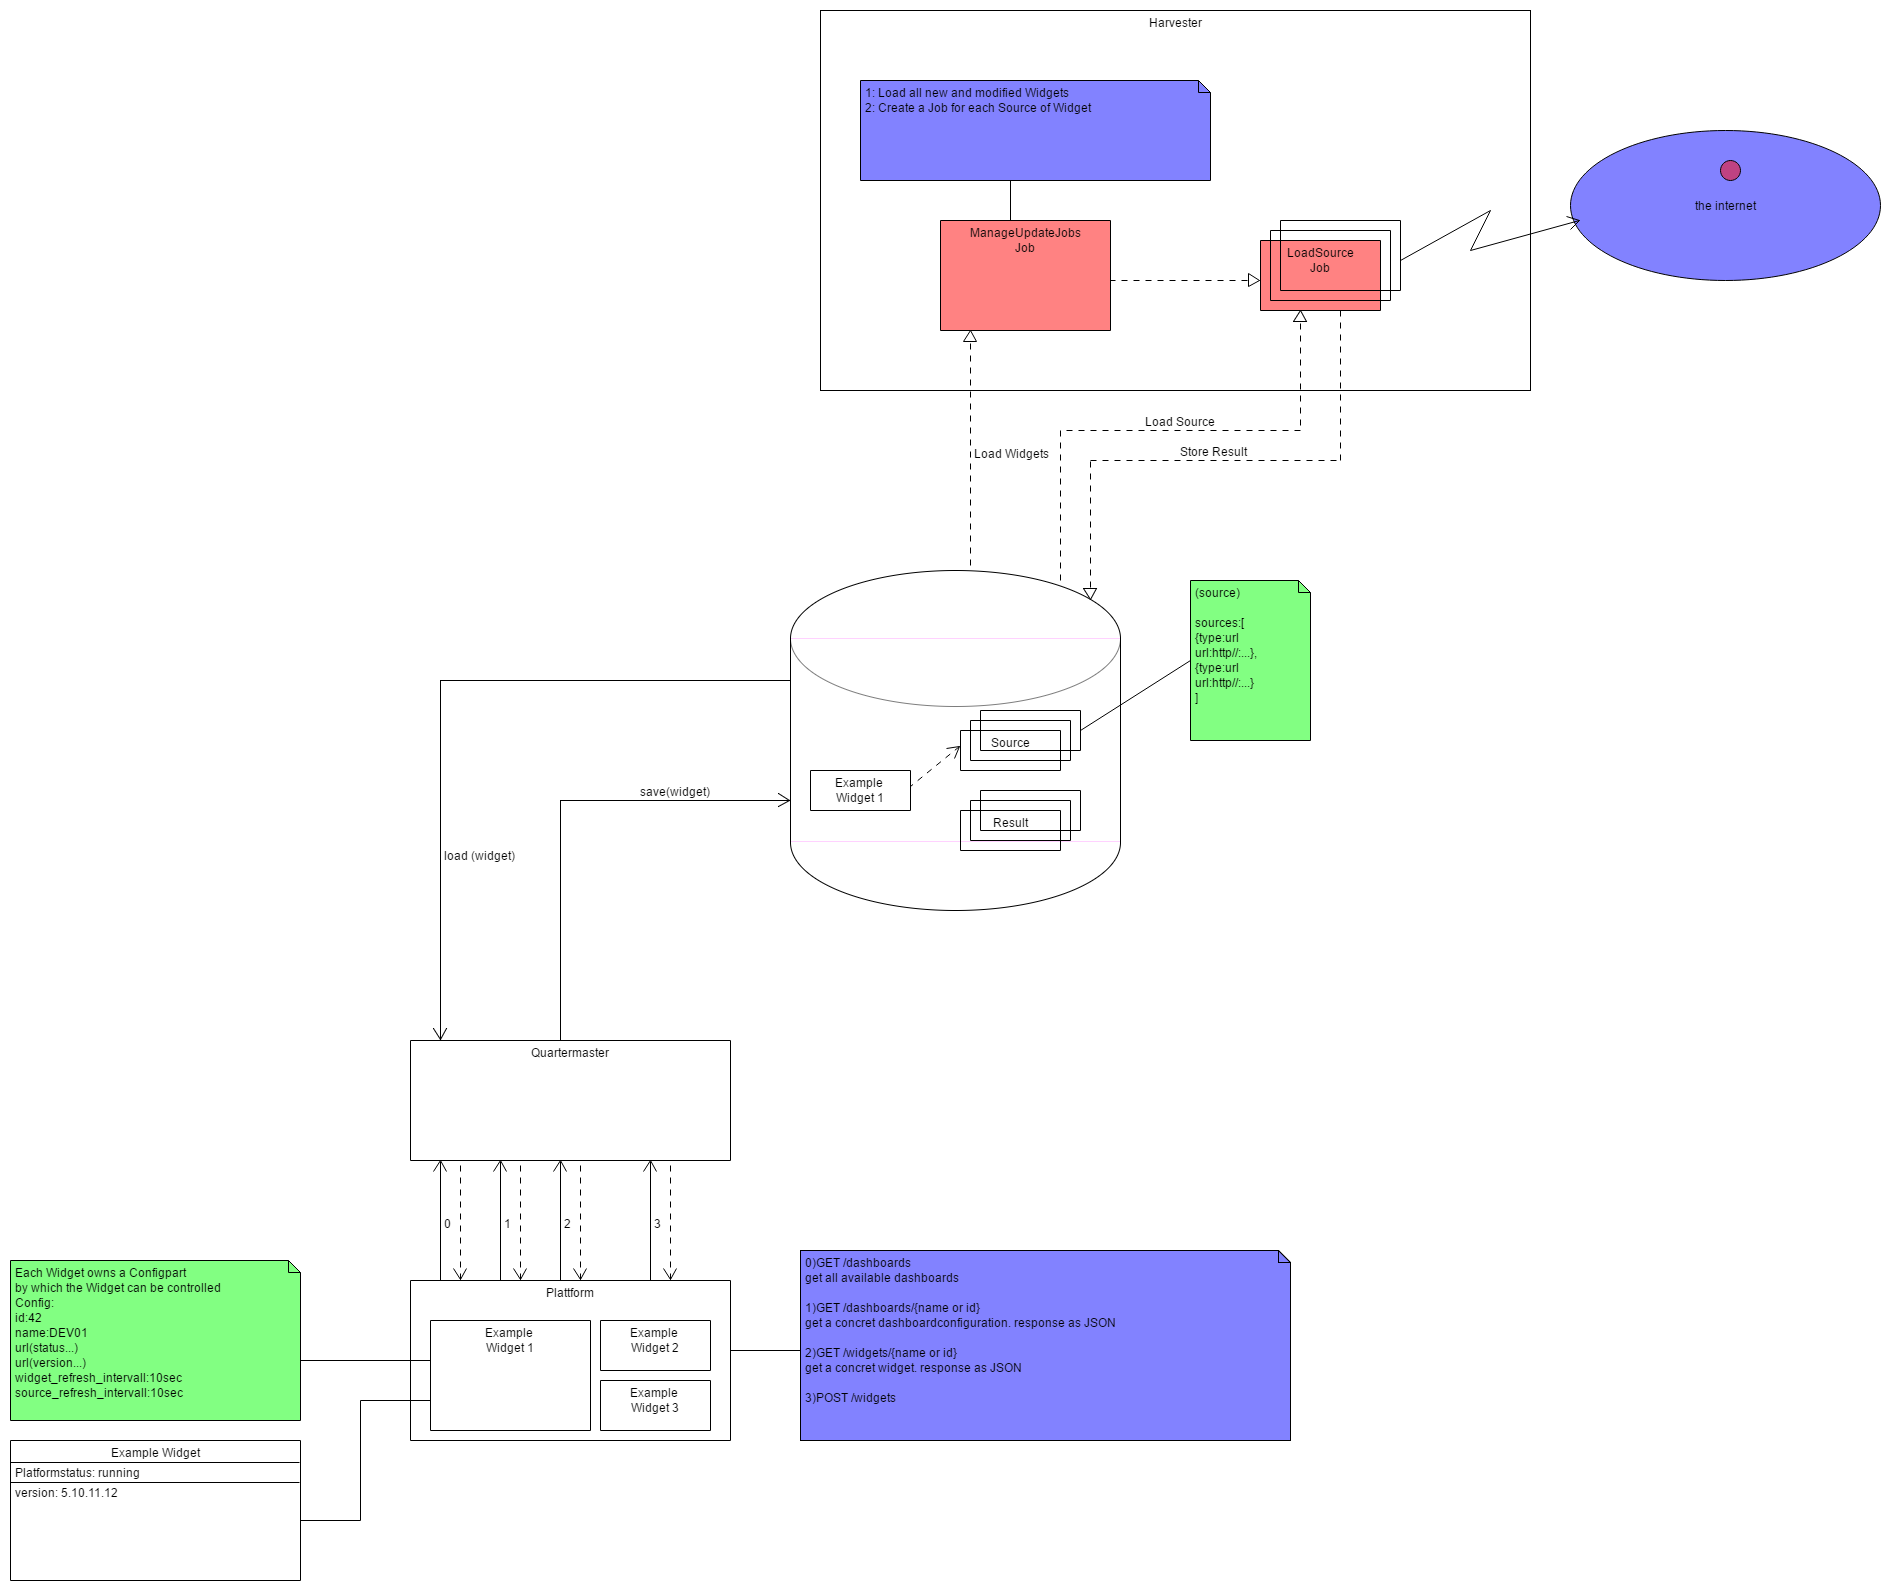 Harvester
1: Load all new and modified Widgets
2: Create a Job for each Source of Widget
the internet
ManageUpdateJobs
Job
LoadSource
Job
Load Source
Store Result
Load Widgets
(source)
sources:[
{type:url
url:http//:...},
{type:url
url:http//:...}
]
Source
Example
Widget 1
Result
save(widget)
load (widget)
Quartermaster
0
1
2
3
Plattform
Example
Widget 1
Example
Widget 2
Example
Widget 3
Each Widget owns a Configpart
by which the Widget can be controlled
Config:
id:42
name:DEV01
url(status...)
url(version...)
widget_refresh_intervall:10sec
source_refresh_intervall:10sec
0)GET /dashboards
get all available dashboards
1)GET /dashboards/{name or id}
get a concret dashboardconfiguration. response as JSON
2)GET /widgets/{name or id}
get a concret widget. response as JSON
3)POST /widgets
Example Widget
Platformstatus: running
version: 5.10.11.12